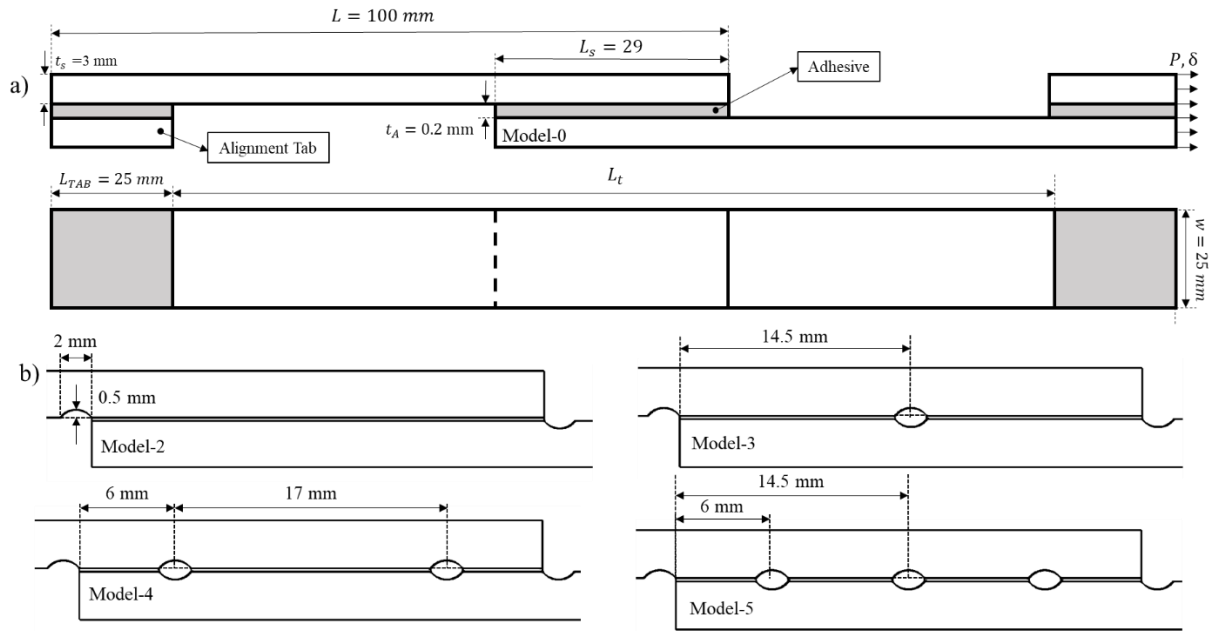 L = 100 mm
L_s = 29
t_s = 3 mm
Adhesive
P, δ
a)
t_A = 0.2 mm
Model-0
Alignment Tab
L_TAB = 25 mm
L_t
w = 25 mm
2 mm
14.5 mm
b)
0.5 mm
Model-2
Model-3
6 mm
17 mm
14.5 mm
6 mm
Model-4
Model-5